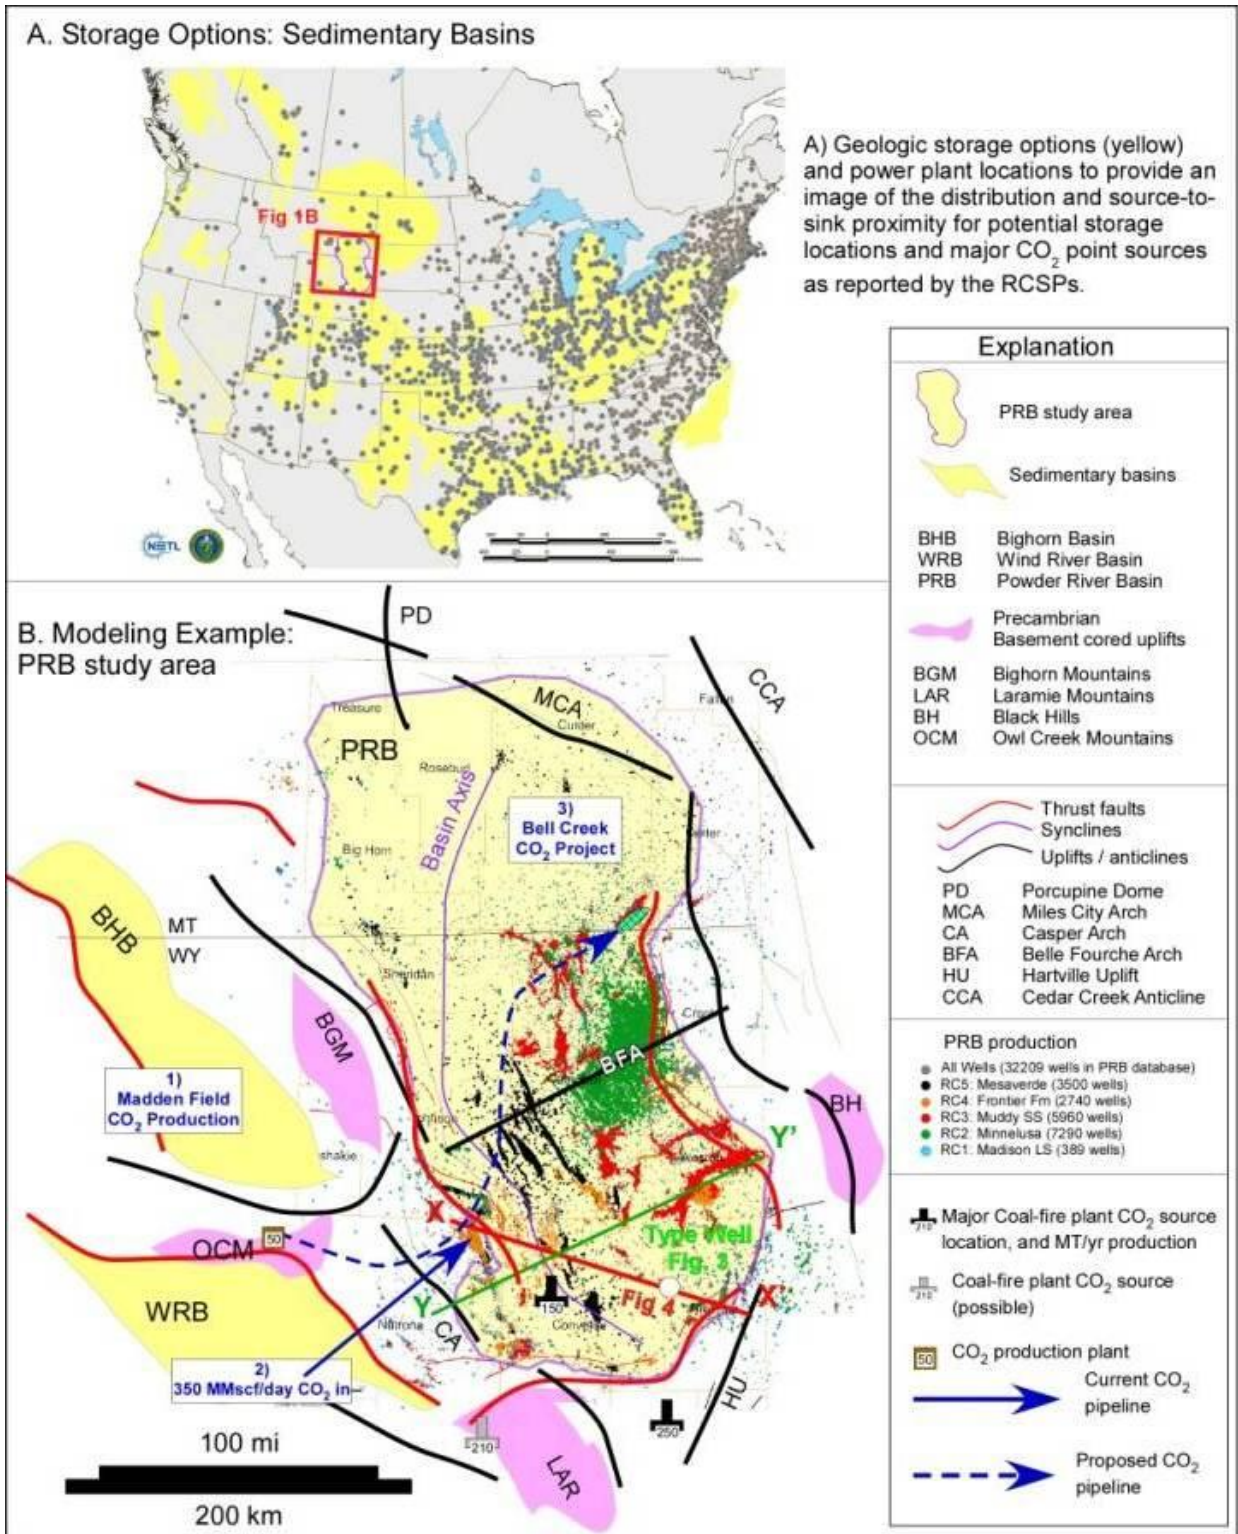 A. Storage Options: Sedimentary Basins
Fig 1B
NETL
A) Geologic storage options (yellow)
and power plant locations to provide an
image of the distribution and source-to-
sink proximity for potential storage
locations and major CO2 point sources
as reported by the RCSPs.
Explanation
PRB study area
Sedimentary basins
BHB Bighorn Basin
WRB Wind River Basin
PRB Powder River Basin
Precambrian
Basement cored uplifts
BGM Bighorn Mountains
LAR Laramie Mountains
BH Black Hills
OCM Owl Creek Mountains
Thrust faults
Synclines
Uplifts / anticlines
PD Porcupine Dome
MCA Miles City Arch
CA Casper Arch
BFA Belle Fourche Arch
HU Hartville Uplift
CCA Cedar Creek Anticline
PRB production
All Wells (32209 wells in PRB database)
RC5: Mesaverde (3500 wells)
RC4: Frontier Fm (2740 wells)
RC3: Muddy SS (5960 wells)
RC2: Minnelusa (7290 wells)
RC1: Madison LS (389 wells)
210
Major Coal-fire plant CO2 source
location, and MT/yr production
210
Coal-fire plant CO2 source
(possible)
50
CO2 production plant
Current CO2
pipeline
Proposed CO2
pipeline
B. Modeling Example:
PRB study area
PD
MCA
CCA
Treasure
Custer
PRB
Rosebud
Basin Axis
3)
Bell Creek
CO2 Project
Big Horn
BHB
MT
WY
Sheridan
BGM
BFA
1)
Madden Field
CO2 Production
BH
Y'
X
Type Well
Fig. 3
50
OCM
WRB
Y
150
Fig 4
X'
Natrona
CA
Converse
2)
350 MMscf/day CO2 in
HU
210
250
LAR
100 mi
200 km